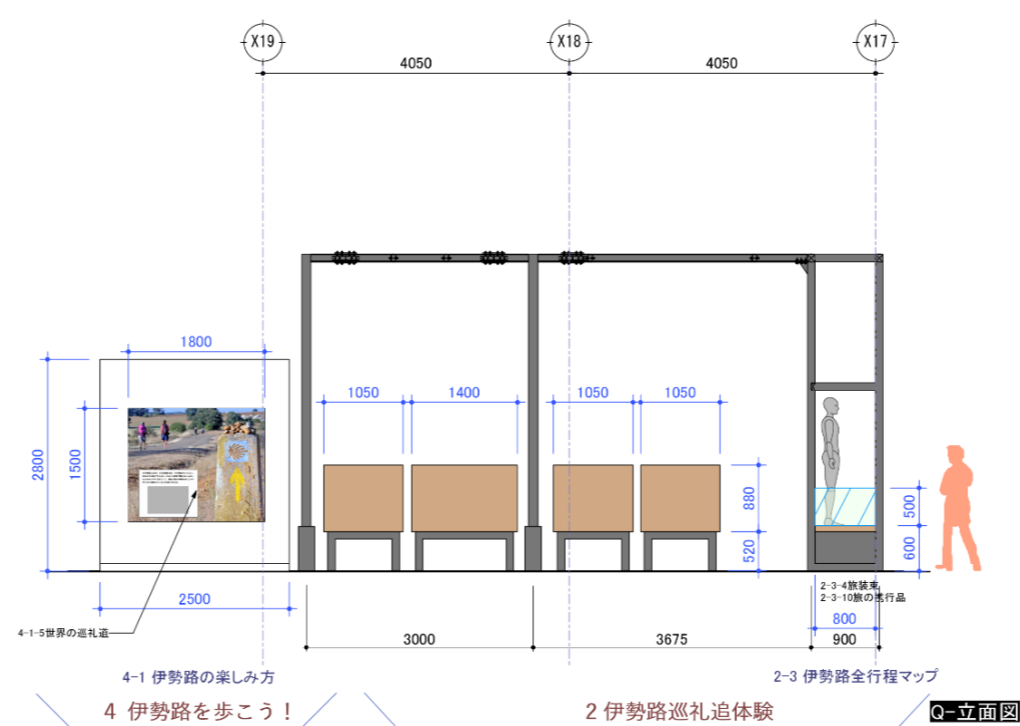 X19
X18
X17
4050
4050
1800
1050
1400
1050
1050
2800
1500
880
520
500
600
2-3-4旅装束
2-3-10旅の携行品
2500
800
4-1-5世界の巡礼道
3000
3675
900
4-1 伊勢路の楽しみ方
2-3 伊勢路全行程マップ
4 伊勢路を歩こう！
2 伊勢路巡礼追体験
Q-立面図